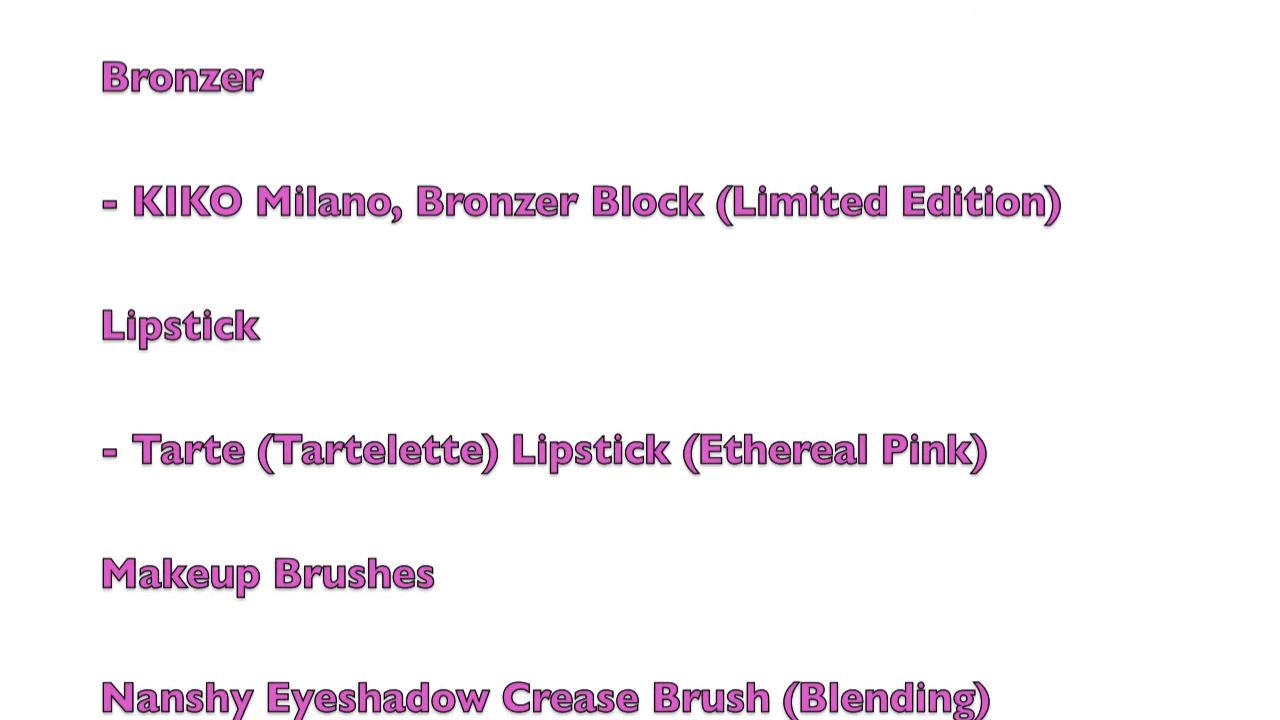 Bronzer
- KIKO Milano, Bronzer Block (Limited Edition)
Lipstick
- Tarte (Tartelette) Lipstick (Ethereal Pink)
Makeup Brushes
Nanshy Eyeshadow Crease Brush (Blending)